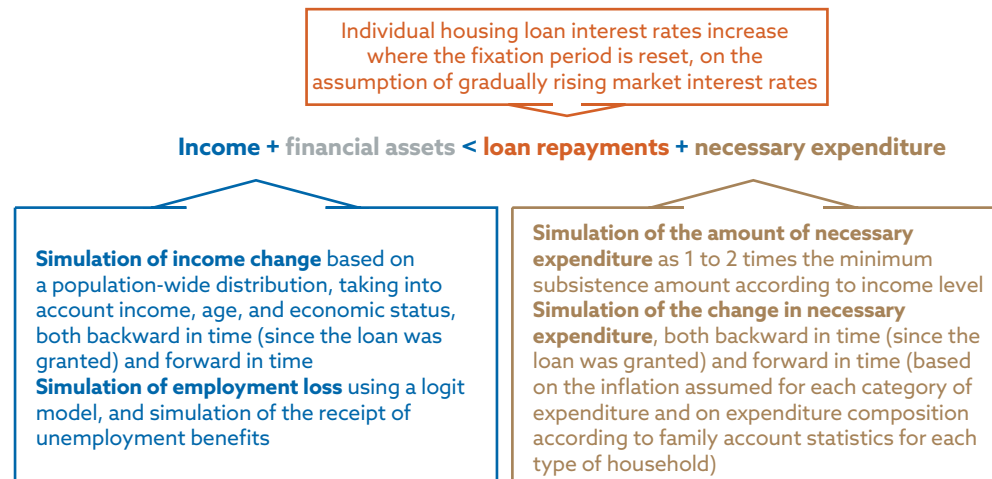 Individual housing loan interest rates increase
where the fixation period is reset, on the
assumption of gradually rising market interest rates
Income + financial assets < loan repayments + necessary expenditure
Simulation of income change based on
a population-wide distribution, taking into
account income, age, and economic status,
both backward in time (since the loan was
granted) and forward in time
Simulation of employment loss using a logit
model, and simulation of the receipt of
unemployment benefits
Simulation of the amount of necessary
expenditure as 1 to 2 times the minimum
subsistence amount according to income level
Simulation of the change in necessary
expenditure, both backward in time (since the
loan was granted) and forward in time (based
on the inflation assumed for each category of
expenditure and on expenditure composition
according to family account statistics for each
type of household)